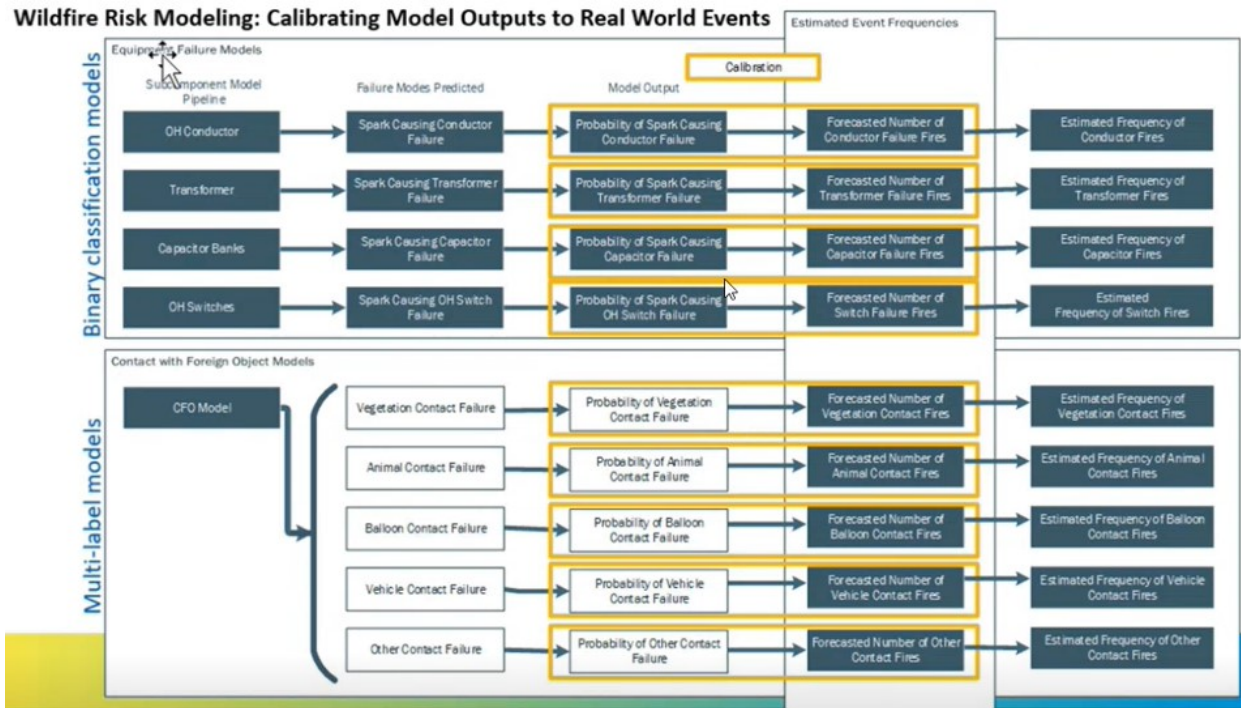 Wildfire Risk Modeling: Calibrating Model Outputs to Real World Events
Estimated Event Frequencies
Binary classification models
Equipment Failure Models
Calibration
Subcomponent Model
Pipeline
Failure Modes Predicted
Model Output
OH Conductor
Spark Causing Conductor
Failure
Probability of Spark Causing
Conductor Failure
Forecasted Number of
Conductor Failure Fires
Estimated Frequency of
Conductor Fires
Transformer
Spark Causing Transformer
Failure
Probability of Spark Causing
Transformer Failure
Forecasted Number of
Transformer Failure Fires
Estimated Frequency of
Transformer Fires
Capacitor Banks
Spark Causing Capacitor
Failure
Probability of Spark Causing
Capacitor Failure
Forecasted Number of
Capacitor Failure Fires
Estimated Frequency of
Capacitor Fires
OH Switches
Spark Causing OH Switch
Failure
Probability of Spark Causing
OH Switch Failure
Forecasted Number of
Switch Failure Fires
Estimated
Frequency of Switch Fires
Multi-label models
Contact with Foreign Object Models
CFO Model
Vegetation Contact Failure
Probability of Vegetation
Contact Failure
Forecasted Number of
Vegetation Contact Fires
Estimated Frequency of
Vegetation Contact Fires
Animal Contact Failure
Probability of Animal
Contact Failure
Forecasted Number of
Animal Contact Fires
Estimated Frequency of Animal
Contact Fires
Balloon Contact Failure
Probability of Balloon
Contact Failure
Forecasted Number of
Balloon Contact Fires
Estimated Frequency of Balloon
Contact Fires
Vehicle Contact Failure
Probability of Vehicle
Contact Failure
Forecasted Number of
Vehicle Contact Fires
Estimated Frequency of Vehicle
Contact Fires
Other Contact Failure
Probability of Other Contact
Failure
Forecasted Number of Other
Contact Fires
Estimated Frequency of Other
Contact Fires